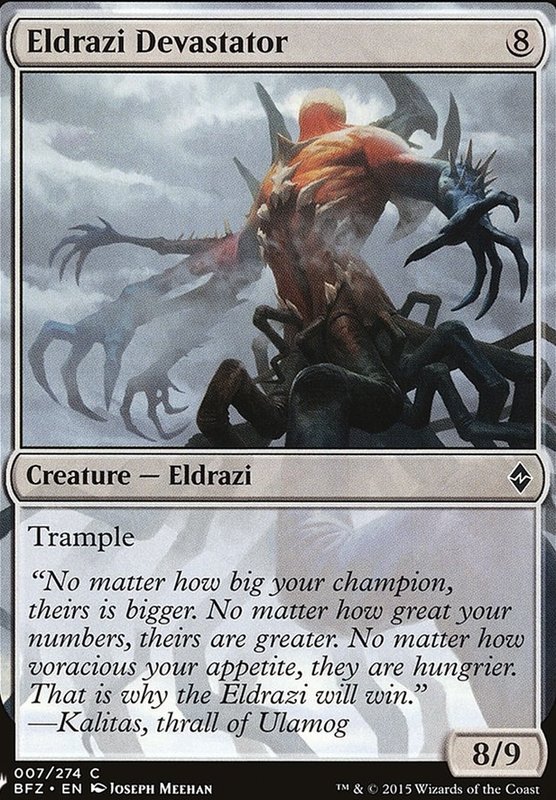 Eldrazi Devastator 8
Creature — Eldrazi
Trample
“No matter how big your champion,
theirs is bigger. No matter how great your
numbers, theirs are greater. No matter how
voracious your appetite, they are hungrier.
That is why the Eldrazi will win.”
—Kalitas, thrall of Ulamog
8/9
007/274 C
BFZ • EN Joseph Meehan ™ & © 2015 Wizards of the Coast